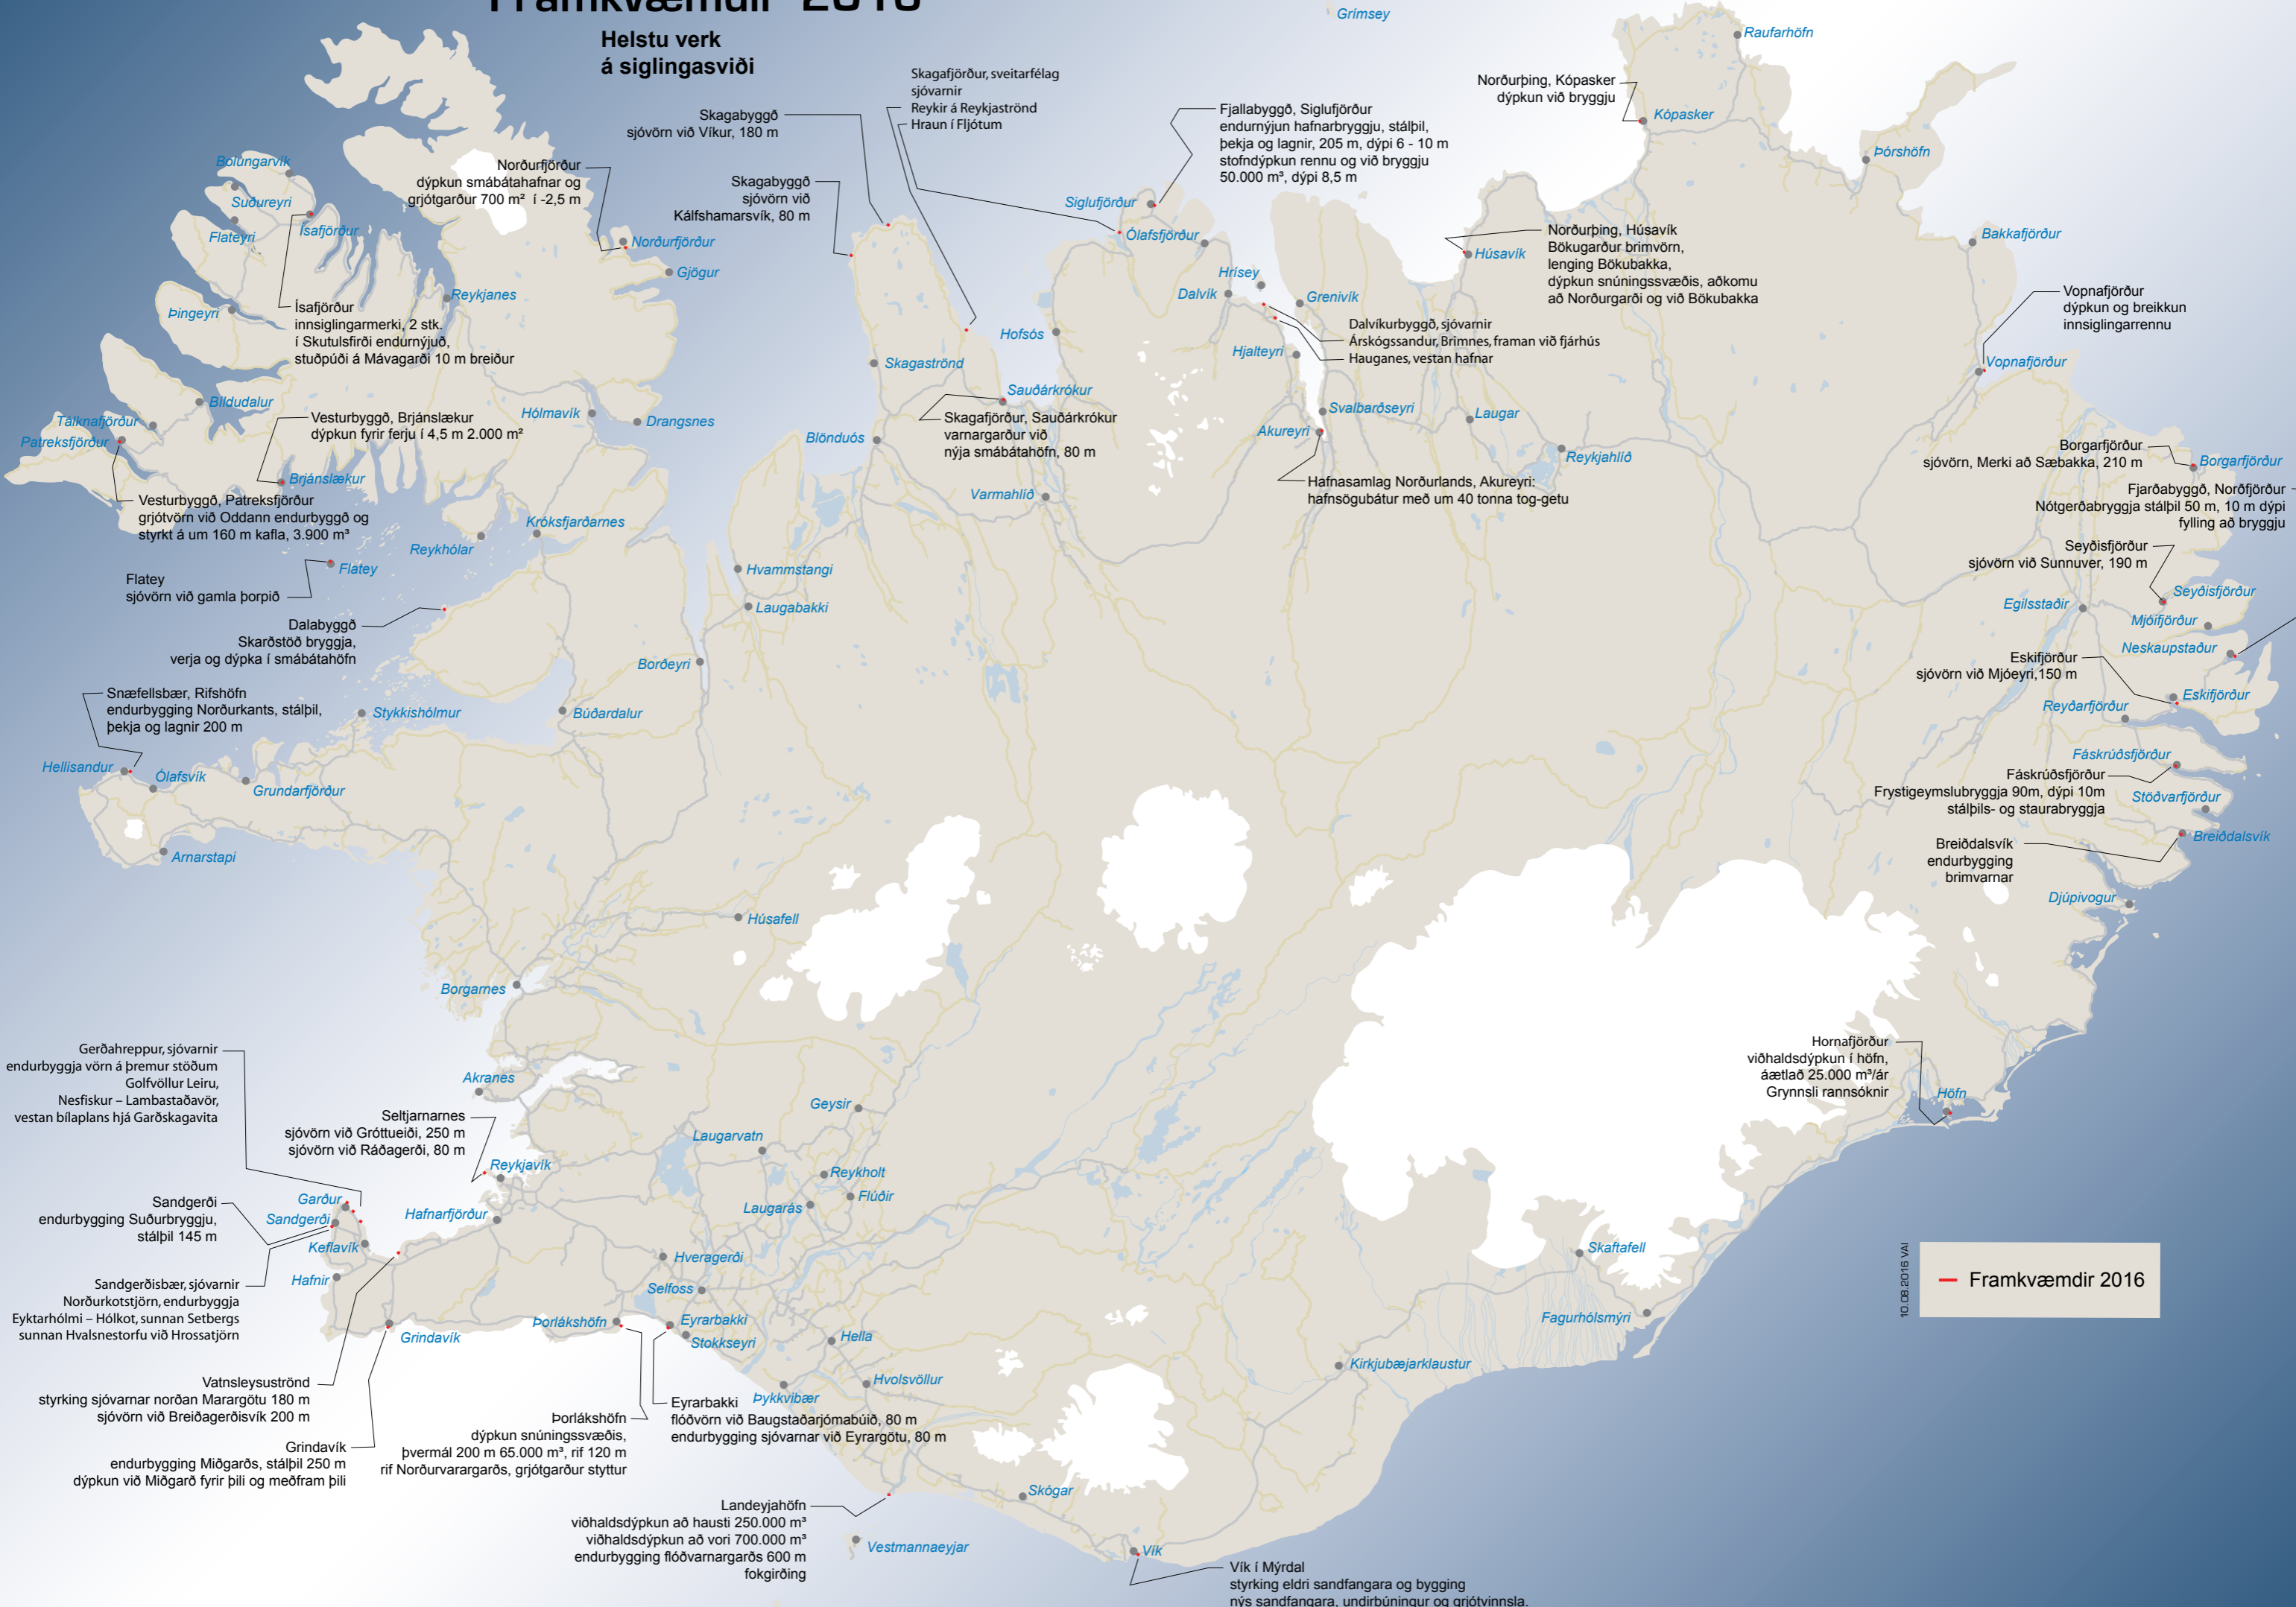 Framkvæmdir 2016
Helstu verk
á siglingasviði
Grímsey
Raufarhöfn
Skagafjörður, sveitarfélag
sjóvarnir
Reykir á Reykjaströnd
Hraun í Fljótum
Norðurþing, Kópasker
dýpkun við bryggju
Kópasker
Skagabyggð
sjóvörn við Víkur, 180 m
Fjallabyggð, Siglufjörður
endurnýjun hafnarbryggju, stálþil,
þekja og lagnir, 205 m, dýpi 6 - 10 m
stofndýpkun rennu og við bryggju
50.000 m³, dýpi 8,5 m
Þórshöfn
Bolungarvík
Suðureyri
Flateyri
Ísafjörður
Norðurfjörður
dýpkun smábátahafnar og
grjótgarður 700 m² í -2,5 m
Skagabyggð
sjóvörn við
Kálfshamarsvík, 80 m
Siglufjörður
Ólafsfjörður
Norðurfjörður
Gjögur
Norðurþing, Húsavík
Bökugarður brimvörn,
lenging Bökubakka,
dýpkun snúningssvæðis, aðkomu
að Norðurgarði og við Bökubakka
Húsavík
Bakkafjörður
Hrísey
Dalvík
Grenivík
Reykjanes
Þingeyri
Ísafjörður
innsiglingarmerki, 2 stk.
í Skutulsfirði endurnýjuð,
stuðpúði á Mávagarði 10 m breiður
Vopnafjörður
dýpkun og breikkun
innsiglingarrennu
Dalvíkurbyggð, sjóvarnir
Árskógssandur, Brimnes, framan við fjárhús
Hauganes, vestan hafnar
Hofsós
Hjalteyri
Skagaströnd
Vopnafjörður
Sauðárkrókur
Bíldudalur
Tálknafjörður
Patreksfjörður
Vesturbyggð, Brjánslækur
dýpkun fyrir ferju í 4,5 m 2.000 m²
Hólmavík
Drangsnes
Skagafjörður, Sauðárkrókur
varnargarður við
nýja smábátahöfn, 80 m
Svalbarðseyri
Laugar
Blönduós
Akureyri
Reykjahlíð
Borgarfjörður
sjóvörn, Merki að Sæbakka, 210 m
Borgarfjörður
Brjánslækur
Hafnasamlag Norðurlands, Akureyri:
hafnsögubátur með um 40 tonna tog-getu
Varmahlíð
Fjarðabyggð, Norðfjörður
Nótgerðabryggja stálþil 50 m, 10 m dýpi
fylling að bryggju
Vesturbyggð, Patreksfjörður
grjótvörn við Oddann endurbyggð og
styrkt á um 160 m kafla, 3.900 m³
Króksfjarðarnes
Reykhólar
Seyðisfjörður
sjóvörn við Sunnuver, 190 m
Flatey
Hvammstangi
Flatey
sjóvörn við gamla þorpið
Laugabakki
Seyðisfjörður
Egilsstaðir
Mjóifjörður
Dalabyggð
Skarðstöð bryggja,
verja og dýpka í smábátahöfn
Borðeyri
Neskaupstaður
Eskifjörður
sjóvörn við Mjóeyri,150 m
Eskifjörður
Snæfellsbær, Rifshöfn
endurbygging Norðurkants, stálþil,
þekja og lagnir 200 m
Stykkishólmur
Búðardalur
Reyðarfjörður
Hellisandur
Ólafsvík
Grundarfjörður
Fáskrúðsfjörður
Fáskrúðsfjörður
Frystigeymslubryggja 90m, dýpi 10m
stálþils- og staurabryggja
Stöðvarfjörður
Breiðdalsvík
Breiðdalsvík
endurbygging
brimvarnar
Arnarstapi
Djúpivogur
Húsafell
Borgarnes
Gerðahreppur, sjóvarnir
endurbyggja vörn á þremur stöðum
Golfvöllur Leiru,
Nesfiskur – Lambastaðavör,
vestan bílaplans hjá Garðskagavita
Hornafjörður
viðhaldsdýpkun í höfn,
áætlað 25.000 m³/ár
Grynnsli rannsóknir
Höfn
Akranes
Geysir
Seltjarnarnes
sjóvörn við Gróttueiði, 250 m
sjóvörn við Ráðagerði, 80 m
Laugarvatn
Reykjavík
Reykholt
Flúðir
Laugarás
Garður
Sandgerði
Sandgerði
endurbygging Suðurbryggju,
stálþil 145 m
Hafnarfjörður
Keflavík
Hafnir
Hveragerði
Skaftafell
Selfoss
Sandgerðisbær, sjóvarnir
Norðurkotstjörn, endurbyggja
Eyktarhólmi – Hólkot, sunnan Setbergs
sunnan Hvalsnestorfu við Hrossatjörn
10.08.2016 VAI
Framkvæmdir 2016
Grindavík
Þorlákshöfn
Eyrarbakki
Stokkseyri
Hella
Fagurhólsmýri
Kirkjubæjarklaustur
Hvolsvöllur
Þykkvibær
Vatnsleysuströnd
styrking sjóvarnar norðan Marargötu 180 m
sjóvörn við Breiðagerðisvík 200 m
Eyrarbakki
flóðvörn við Baugstaðarjómabúið, 80 m
endurbygging sjóvarnar við Eyrargötu, 80 m
Þorlákshöfn
dýpkun snúningssvæðis,
þvermál 200 m 65.000 m³, rif 120 m
rif Norðurvarargarðs, grjótgarður styttur
Grindavík
endurbygging Miðgarðs, stálþil 250 m
dýpkun við Miðgarð fyrir þili og meðfram þili
Skógar
Landeyjahöfn
viðhaldsdýpkun að hausti 250.000 m³
viðhaldsdýpkun að vori 700.000 m³
endurbygging flóðvarnargarðs 600 m
fokgirðing
Vestmannaeyjar
Vík
Vík í Mýrdal
styrking eldri sandfangara og bygging
nýs sandfangara, undirbúningur og grjótvinnsla.